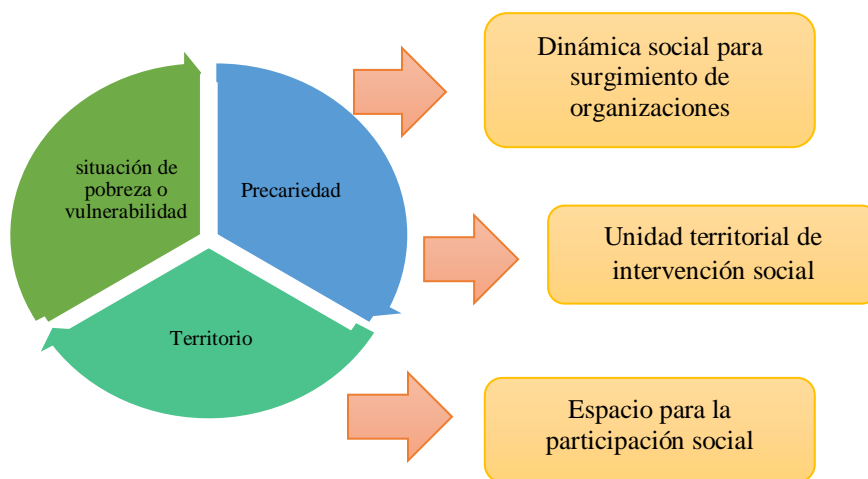 situación de
pobreza o
vulnerabilidad
Precariedad
Territorio
Dinámica social para
surgimiento de
organizaciones
Unidad territorial de
intervención social
Espacio para la
participación social